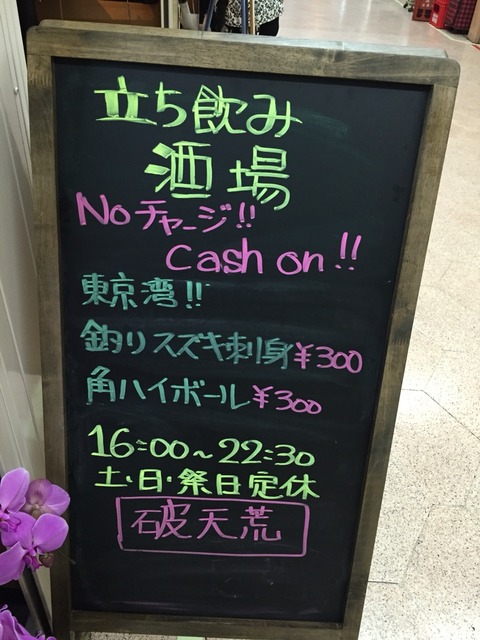 立ち飲み
酒場
Noチャージ!!
Cash on!!
東京湾!!
釣りスズキ刺身¥300
角ハイボール¥300
16:00~22:30
土・日・祭日定休
破天荒